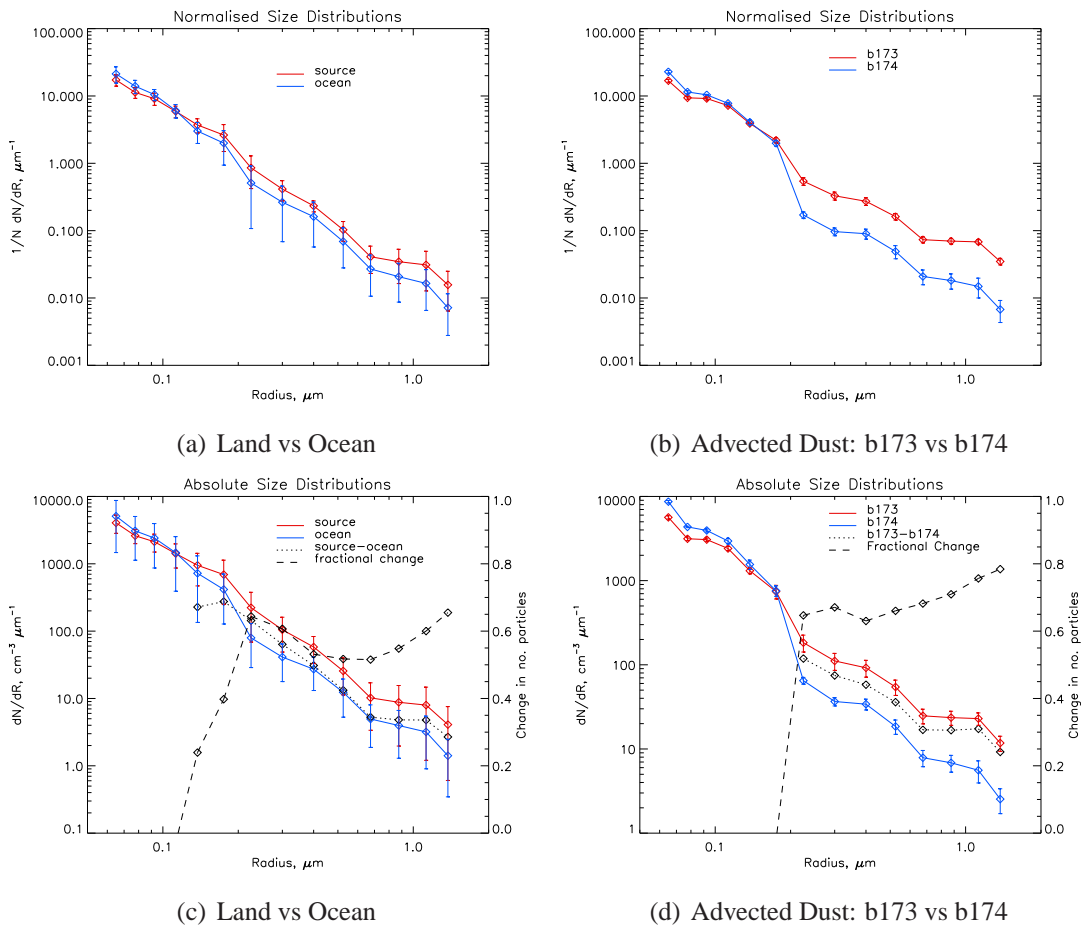 Normalised Size Distributions
100.000
10.000
1.000
0.100
0.010
0.001
1/N dN/dR, μm⁻¹
source
ocean
0.1
1.0
Radius, μm
(a) Land vs Ocean
Normalised Size Distributions
100.000
10.000
1.000
0.100
0.010
0.001
1/N dN/dR, μm⁻¹
b173
b174
0.1
1.0
Radius, μm
(b) Advected Dust: b173 vs b174
Absolute Size Distributions
10000.0
1000.0
100.0
10.0
1.0
0.1
dN/dR, cm⁻³ μm⁻¹
source
ocean
source-ocean
fractional change
1.0
0.8
0.6
0.4
0.2
0.0
Change in no. particles
0.1
1.0
Radius, μm
(c) Land vs Ocean
Absolute Size Distributions
10000
1000
100
10
1
dN/dR, cm⁻³ μm⁻¹
b173
b174
b173-b174
Fractional Change
1.0
0.8
0.6
0.4
0.2
0.0
Change in no. particles
0.1
1.0
Radius, μm
(d) Advected Dust: b173 vs b174